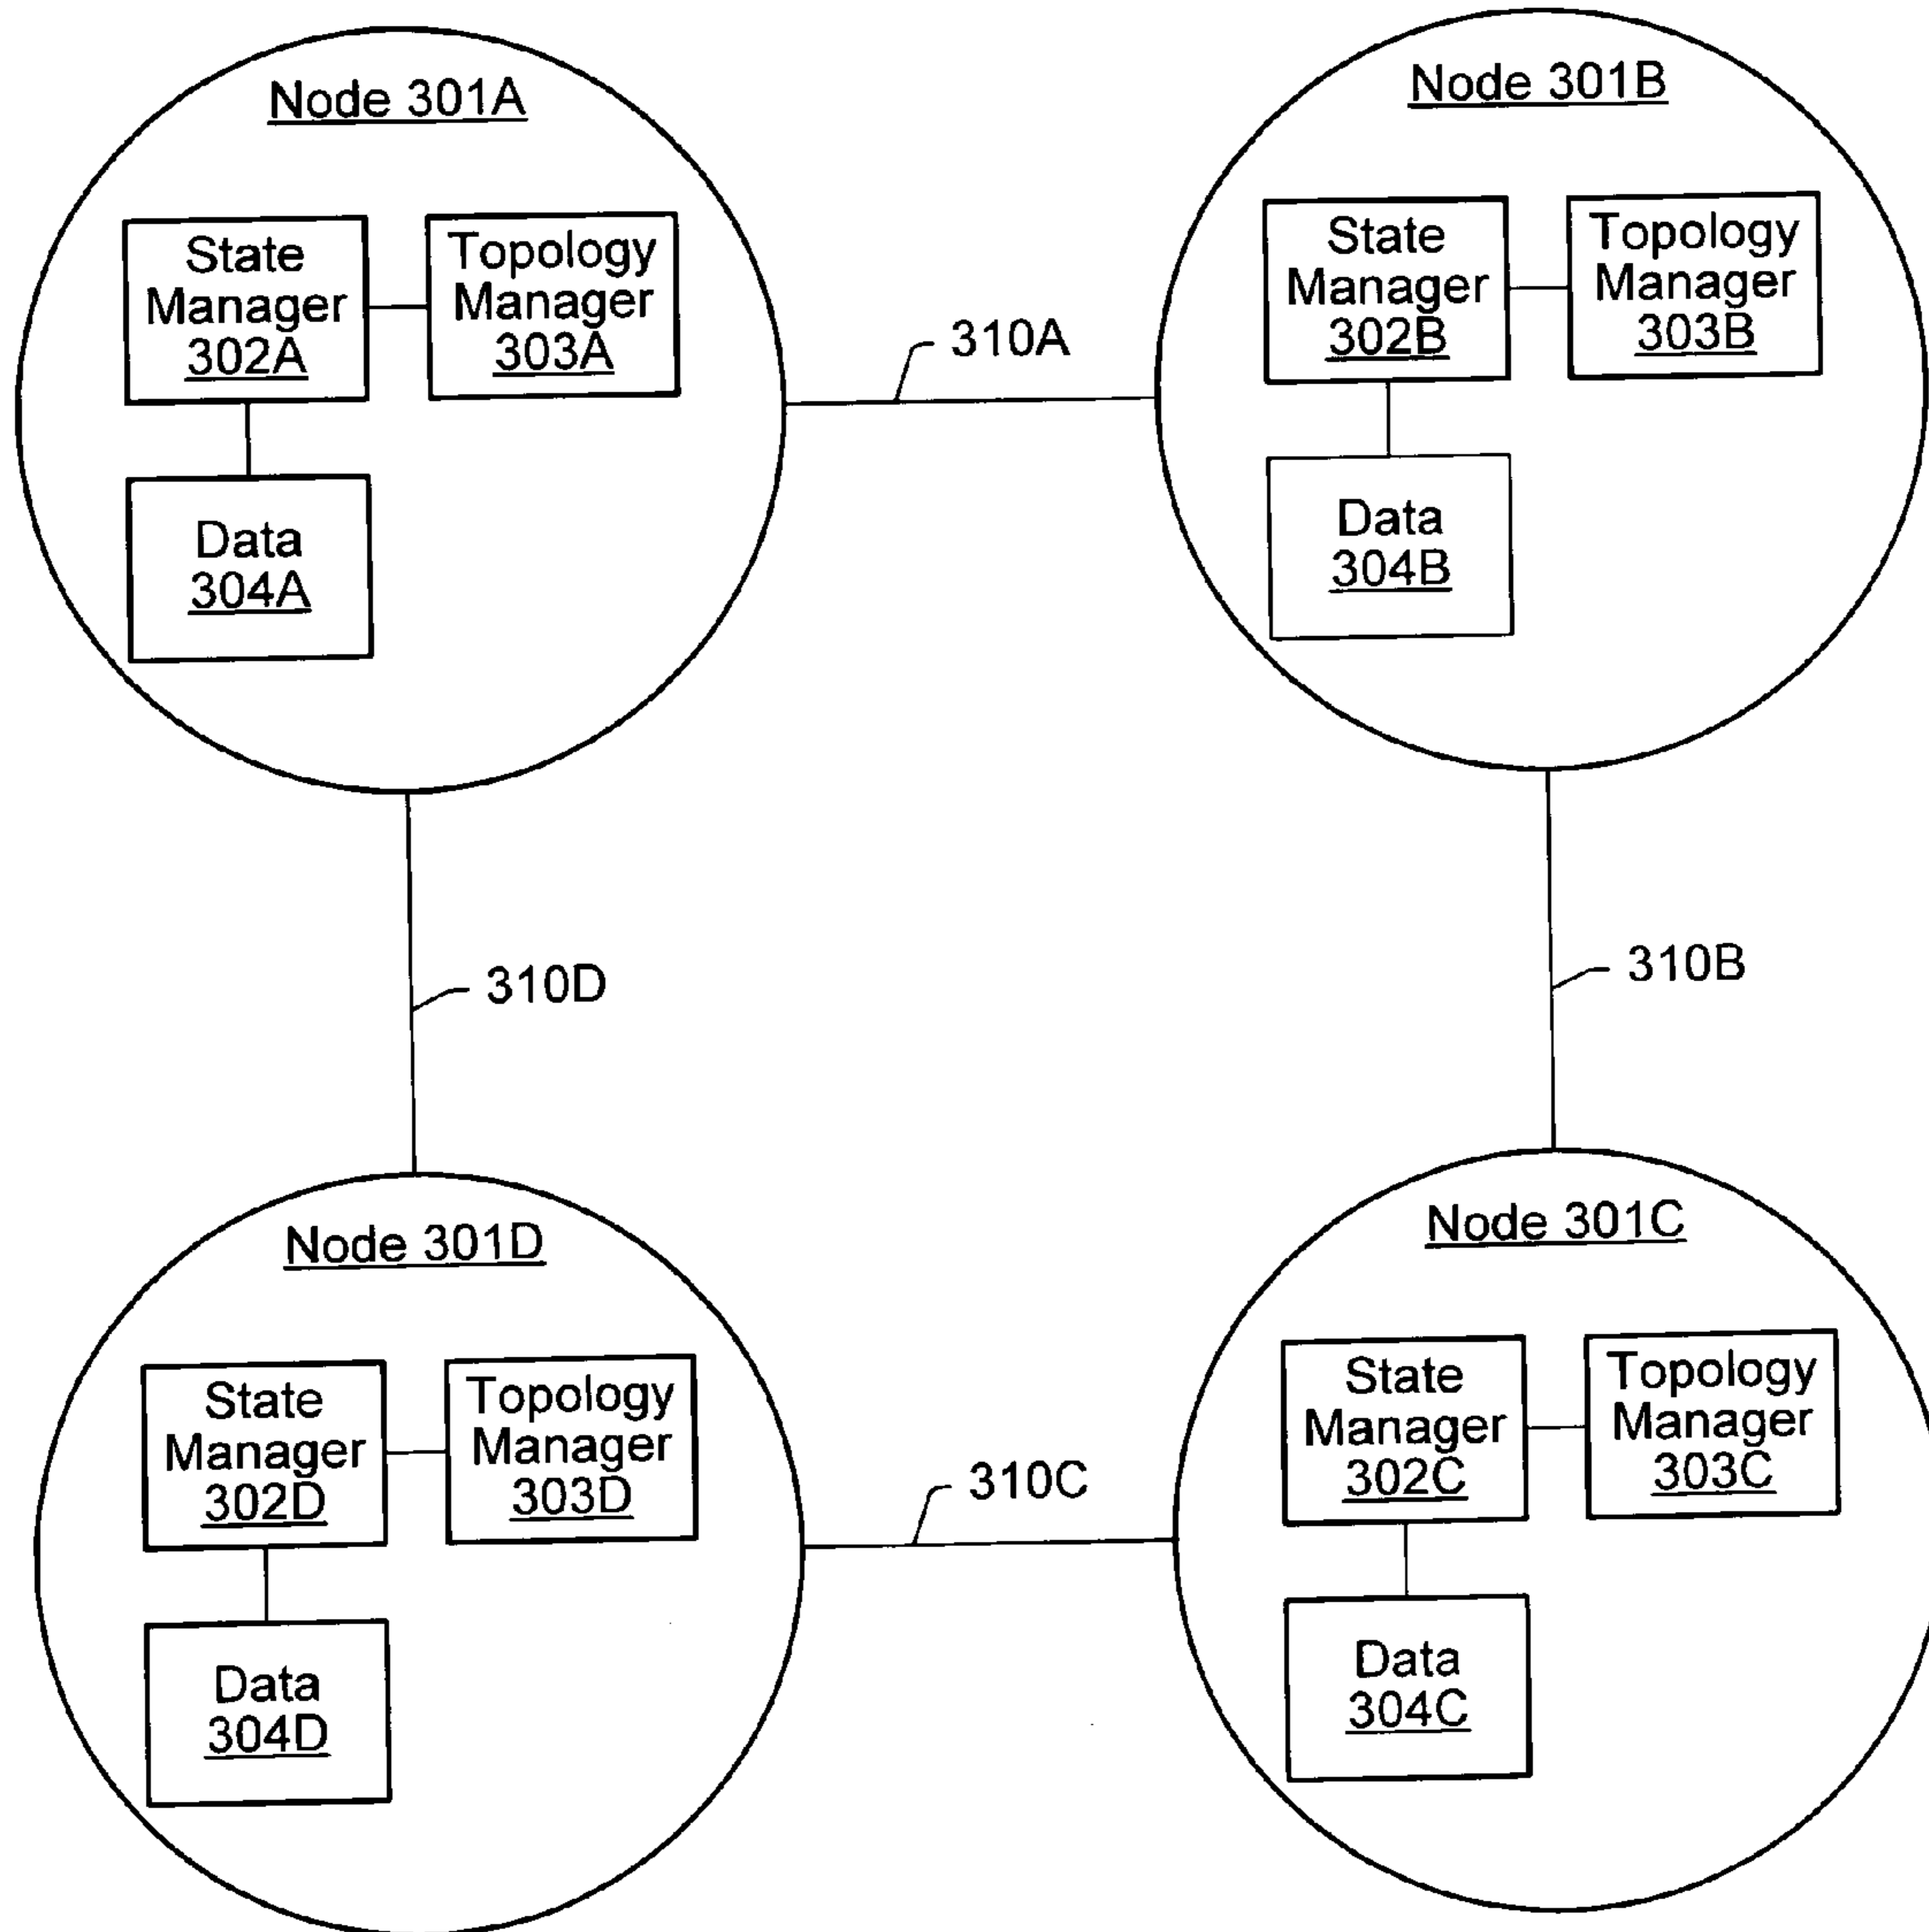 Node 301A
State
Manager
302A
Topology
Manager
303A
Data
304A
310A
Node 301B
State
Manager
302B
Topology
Manager
303B
Data
304B
310D
310B
Node 301D
State
Manager
302D
Topology
Manager
303D
Data
304D
310C
Node 301C
State
Manager
302C
Topology
Manager
303C
Data
304C